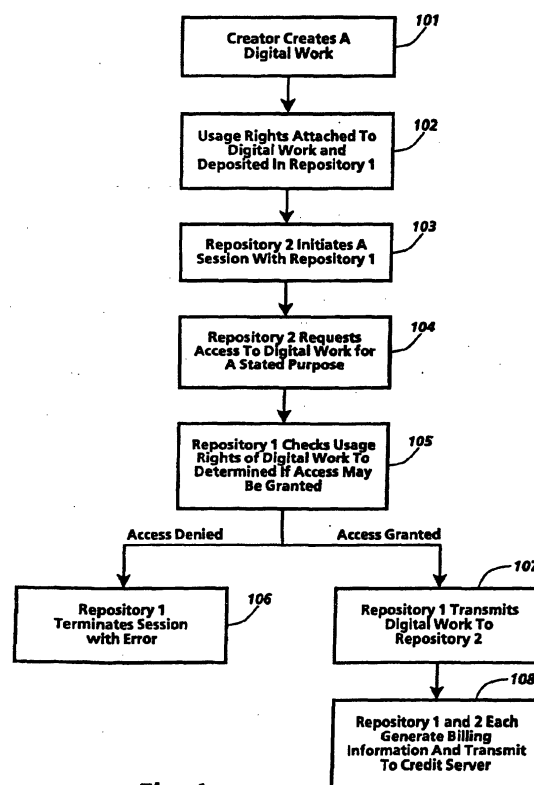 101
Creator Creates A
Digital Work
102
Usage Rights Attached To
Digital Work and
Deposited In Repository 1
103
Repository 2 Initiates A
Session With Repository 1
104
Repository 2 Requests
Access To Digital Work for
A Stated Purpose
105
Repository 1 Checks Usage
Rights of Digital Work To
Determined If Access May
Be Granted
Access Denied
Access Granted
106
Repository 1
Terminates Session
with Error
107
Repository 1 Transmits
Digital Work To
Repository 2
108
Repository 1 and 2 Each
Generate Billing
Information And Transmit
To Credit Server